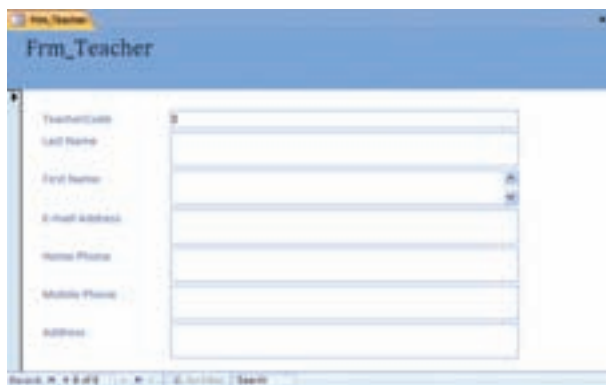 Frm_Teacher
Frm_Teacher
TeacherCode
Last Name
First Name
E-mail Address
Home Phone
Mobile Phone
Address
Search